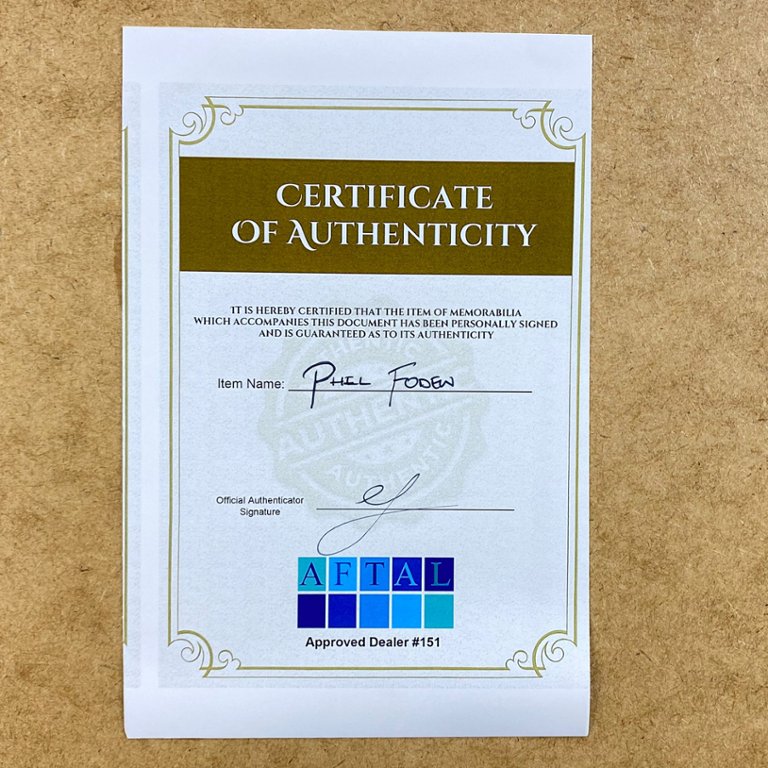 CERTIFICATE
OF AUTHENTICITY
IT IS HEREBY CERTIFIED THAT THE ITEM OF MEMORABILIA
WHICH ACCOMPANIES THIS DOCUMENT HAS BEEN PERSONALLY SIGNED
AND IS GUARANTEED AS TO ITS AUTHENTICITY
Item Name: PHIL FODEN
AUTHENTIC
Official Authenticator
Signature
AFTAL
Approved Dealer #151